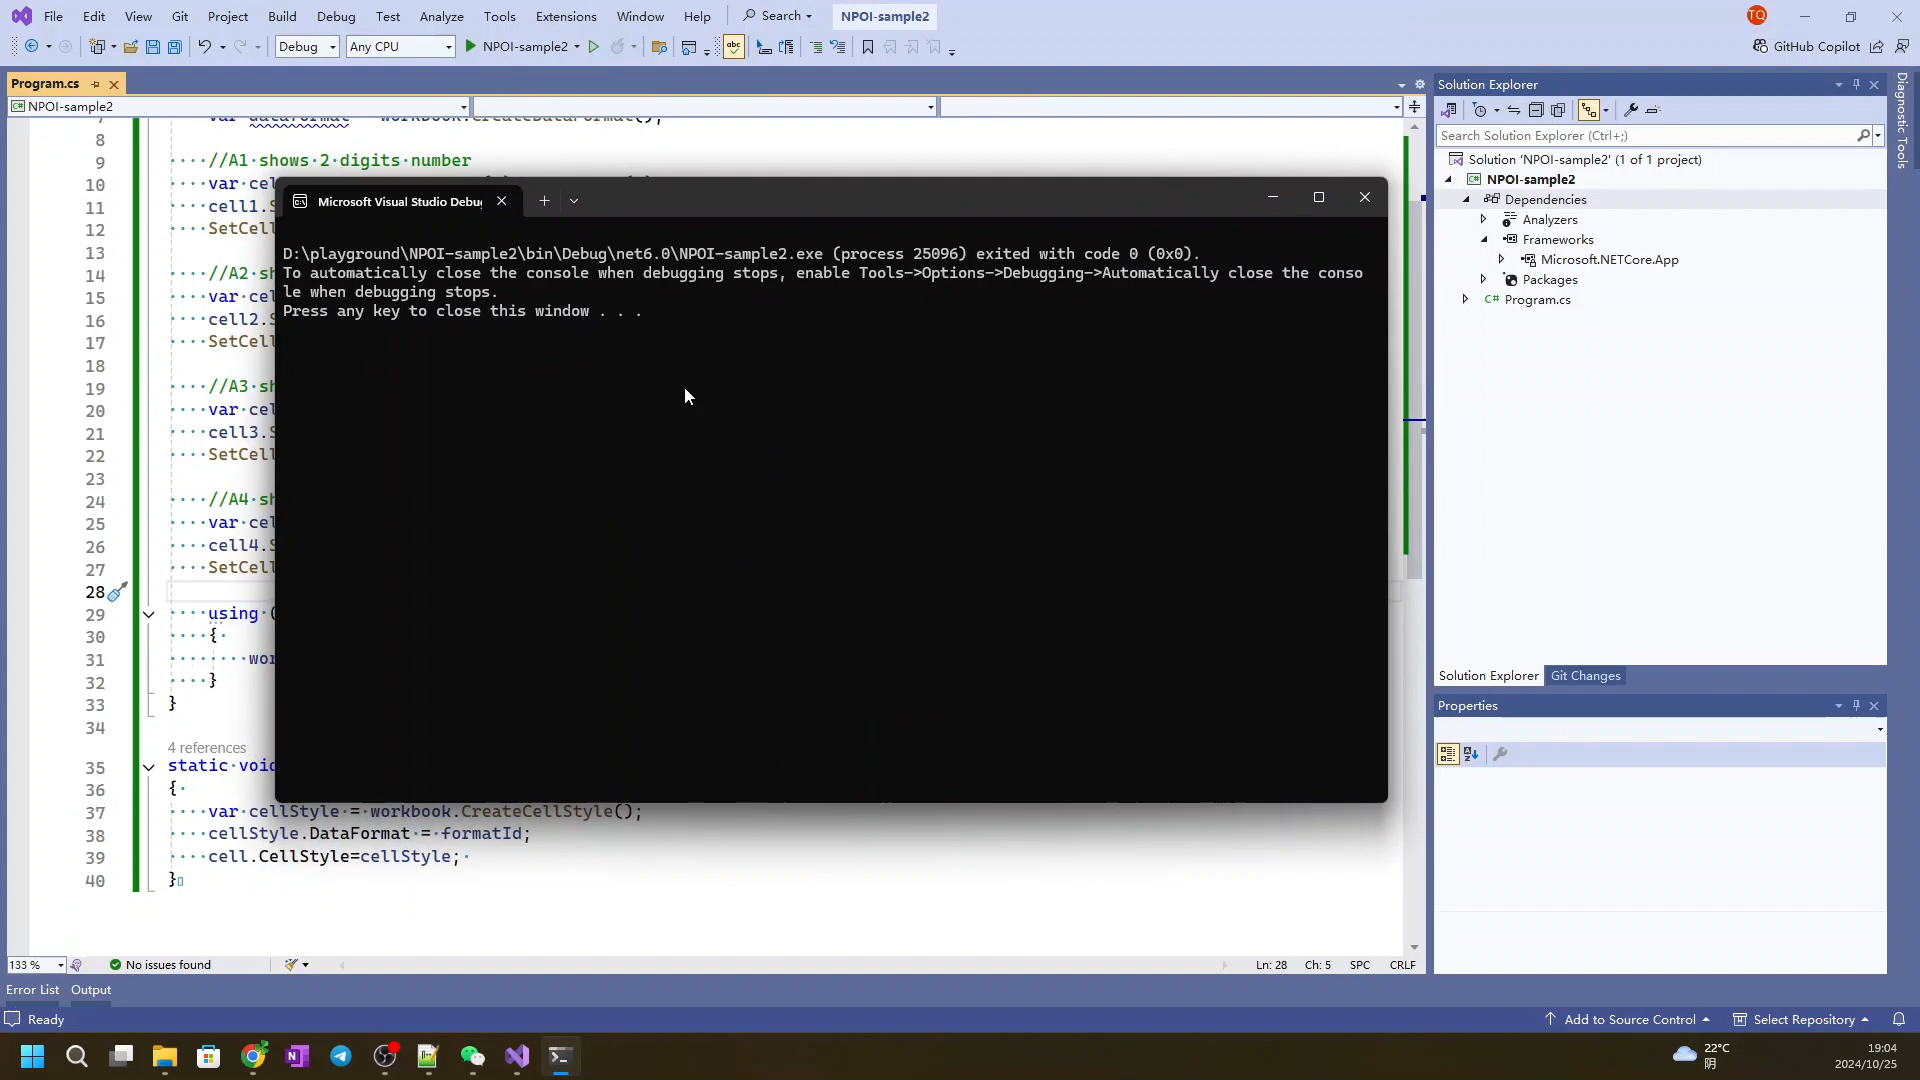 File Edit View Git Project Build Debug Test Analyze Tools Extensions Window Help Search NPOI-sample2 TQ
Debug Any CPU NPOI-sample2 abc GitHub Copilot
Program.cs
NPOI-sample2
8
9 //A1 shows 2 digits number
10 var cel
11 cell1.S
12 SetCell
13
14 //A2 sh
15 var cel
16 cell2.S
17 SetCell
18
19 //A3 sh
20 var cel
21 cell3.S
22 SetCell
23
24 //A4 sh
25 var cel
26 cell4.S
27 SetCell
28
29 using (
30 {
31 wor
32 }
33 }
34
4 references
35 static void
36 {
37 var cellStyle = workbook.CreateCellStyle();
38 cellStyle.DataFormat = formatId;
39 cell.CellStyle=cellStyle;
40 }
Microsoft Visual Studio Debug
D:\playground\NPOI-sample2\bin\Debug\net6.0\NPOI-sample2.exe (process 25096) exited with code 0 (0x0).
To automatically close the console when debugging stops, enable Tools->Options->Debugging->Automatically close the conso
le when debugging stops.
Press any key to close this window . . .
Solution Explorer
Search Solution Explorer (Ctrl+;)
Solution 'NPOI-sample2' (1 of 1 project)
NPOI-sample2
Dependencies
Analyzers
Frameworks
Microsoft.NETCore.App
Packages
C# Program.cs
Solution Explorer Git Changes
Properties
Diagnostic Tools
133 % No issues found Ln: 28 Ch: 5 SPC CRLF
Error List Output
Ready Add to Source Control Select Repository
22°C
阴
19:04
2024/10/25